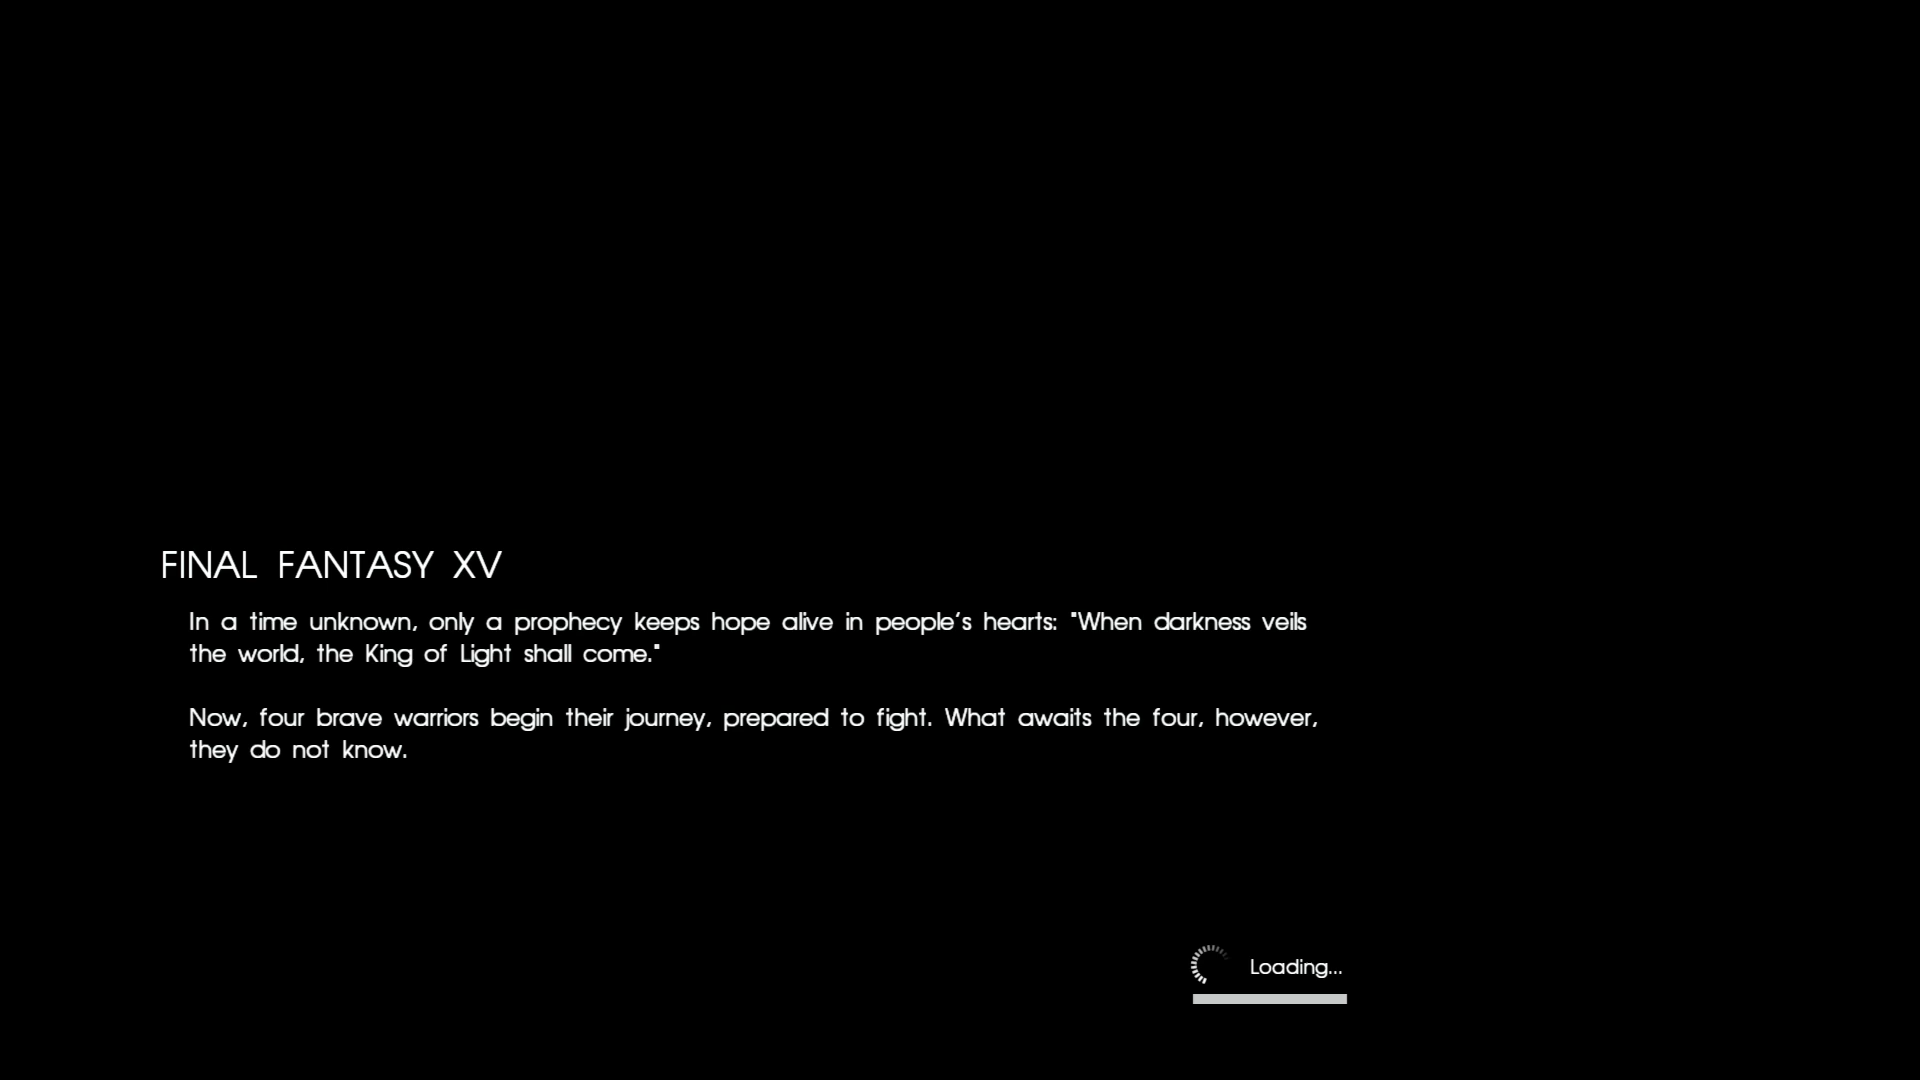 FINAL FANTASY XV
In a time unknown, only a prophecy keeps hope alive in people's hearts: "When darkness veils
the world, the King of Light shall come."
Now, four brave warriors begin their journey, prepared to fight. What awaits the four, however,
they do not know.
Loading...